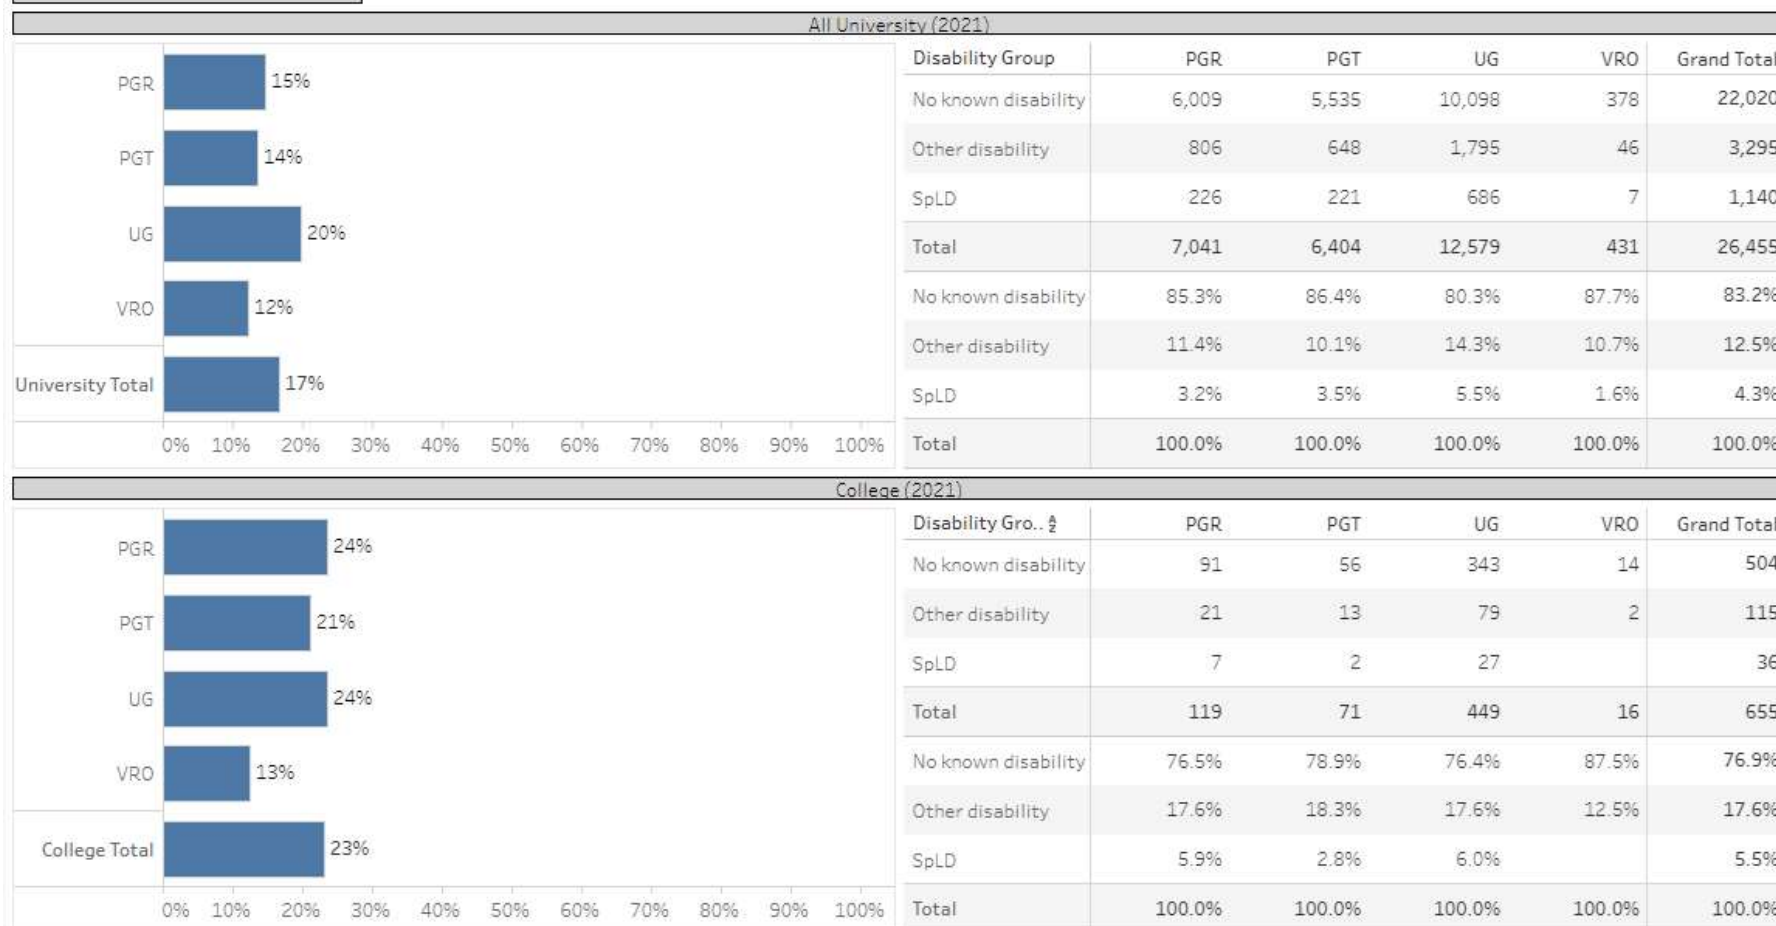 All University (2021)
PGR 15%
PGT 14%
UG 20%
VRO 12%
University Total 17%
0% 10% 20% 30% 40% 50% 60% 70% 80% 90% 100%
Disability Group PGR PGT UG VRO Grand Total
No known disability 6,009 5,535 10,098 378 22,020
Other disability 806 648 1,795 46 3,295
SpLD 226 221 686 7 1,140
Total 7,041 6,404 12,579 431 26,455
No known disability 85.3% 86.4% 80.3% 87.7% 83.2%
Other disability 11.4% 10.1% 14.3% 10.7% 12.5%
SpLD 3.2% 3.5% 5.5% 1.6% 4.3%
Total 100.0% 100.0% 100.0% 100.0% 100.0%
College (2021)
PGR 24%
PGT 21%
UG 24%
VRO 13%
College Total 23%
0% 10% 20% 30% 40% 50% 60% 70% 80% 90% 100%
Disability Gro.. PGR PGT UG VRO Grand Total
No known disability 91 56 343 14 504
Other disability 21 13 79 2 115
SpLD 7 2 27 36
Total 119 71 449 16 655
No known disability 76.5% 78.9% 76.4% 87.5% 76.9%
Other disability 17.6% 18.3% 17.6% 12.5% 17.6%
SpLD 5.9% 2.8% 6.0% 5.5%
Total 100.0% 100.0% 100.0% 100.0% 100.0%